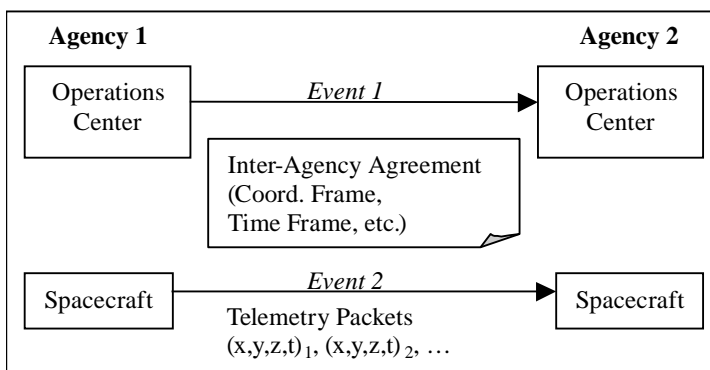 Agency 1
Agency 2
Operations
Center
Event 1
Operations
Center
Inter-Agency Agreement
(Coord. Frame,
Time Frame, etc.)
Spacecraft
Event 2
Spacecraft
Telemetry Packets
(x,y,z,t)1, (x,y,z,t)2, …